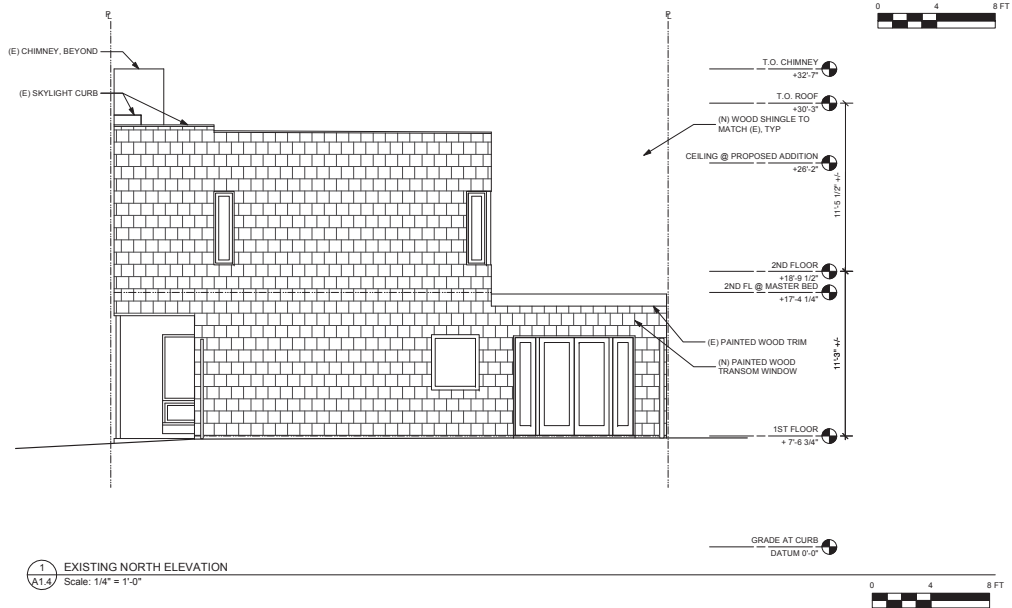 0 4 8 FT
PL PL
(E) CHIMNEY, BEYOND
(E) SKYLIGHT CURB
T.O. CHIMNEY
+32'-7"
T.O. ROOF
+30'-3"
(N) WOOD SHINGLE TO
MATCH (E), TYP
CEILING @ PROPOSED ADDITION
+26'-2"
11'-5 1/2" +/-
2ND FLOOR
+18'-9 1/2"
2ND FL @ MASTER BED
+17'-4 1/4"
(E) PAINTED WOOD TRIM
(N) PAINTED WOOD
TRANSOM WINDOW
11'-3" +/-
1ST FLOOR
+ 7'-6 3/4"
GRADE AT CURB
DATUM 0'-0"
1
A1.4
EXISTING NORTH ELEVATION
Scale: 1/4" = 1'-0"
0 4 8 FT